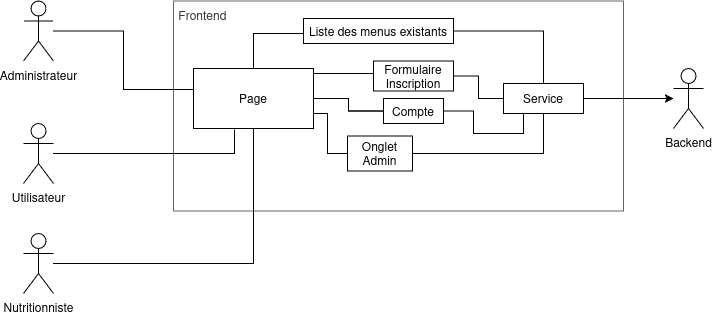 Frontend
Liste des menus existants
Administrateur
Formulaire
Inscription
Page
Service
Compte
Backend
Onglet
Admin
Utilisateur
Nutritionniste